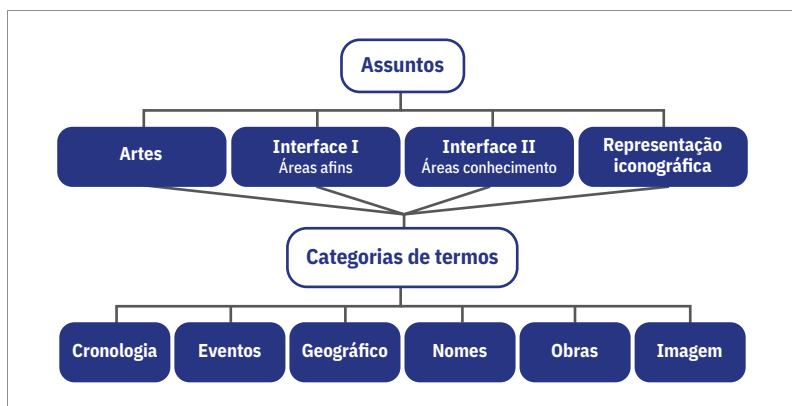 Assuntos
Artes
Interface I
Áreas afins
Interface II
Áreas conhecimento
Representação
iconográfica
Categorias de termos
Cronologia
Eventos
Geográfico
Nomes
Obras
Imagem